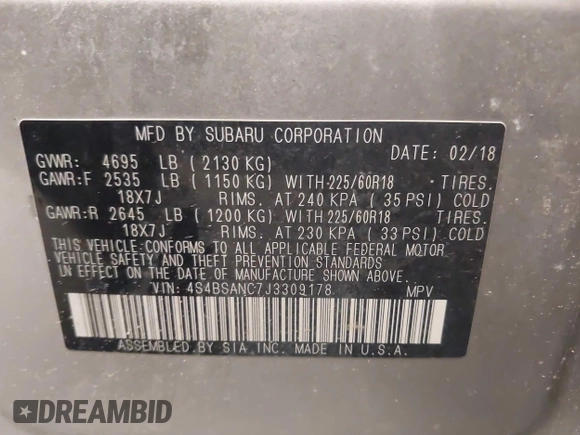 MFD BY SUBARU CORPORATION
GVWR: 4695 LB (2130 KG) DATE: 02/18
GAWR:F 2535 LB (1150 KG) WITH 225/60R18 TIRES.
18X7J RIMS. AT 240 KPA (35 PSI) COLD
GAWR:R 2645 LB (1200 KG) WITH 225/60R18 TIRES.
18X7J RIMS. AT 230 KPA (33 PSI) COLD
THIS VEHICLE CONFORMS TO ALL APPLICABLE FEDERAL MOTOR
VEHICLE SAFETY AND THEFT PREVENTION STANDARDS IN
EFFECT ON THE DATE OF MANUFACTURE SHOWN ABOVE.
VIN: 4S4BSANC7J3309178 MPV
ASSEMBLED BY SIA, INC. MADE IN U.S.A.
DREAMBID